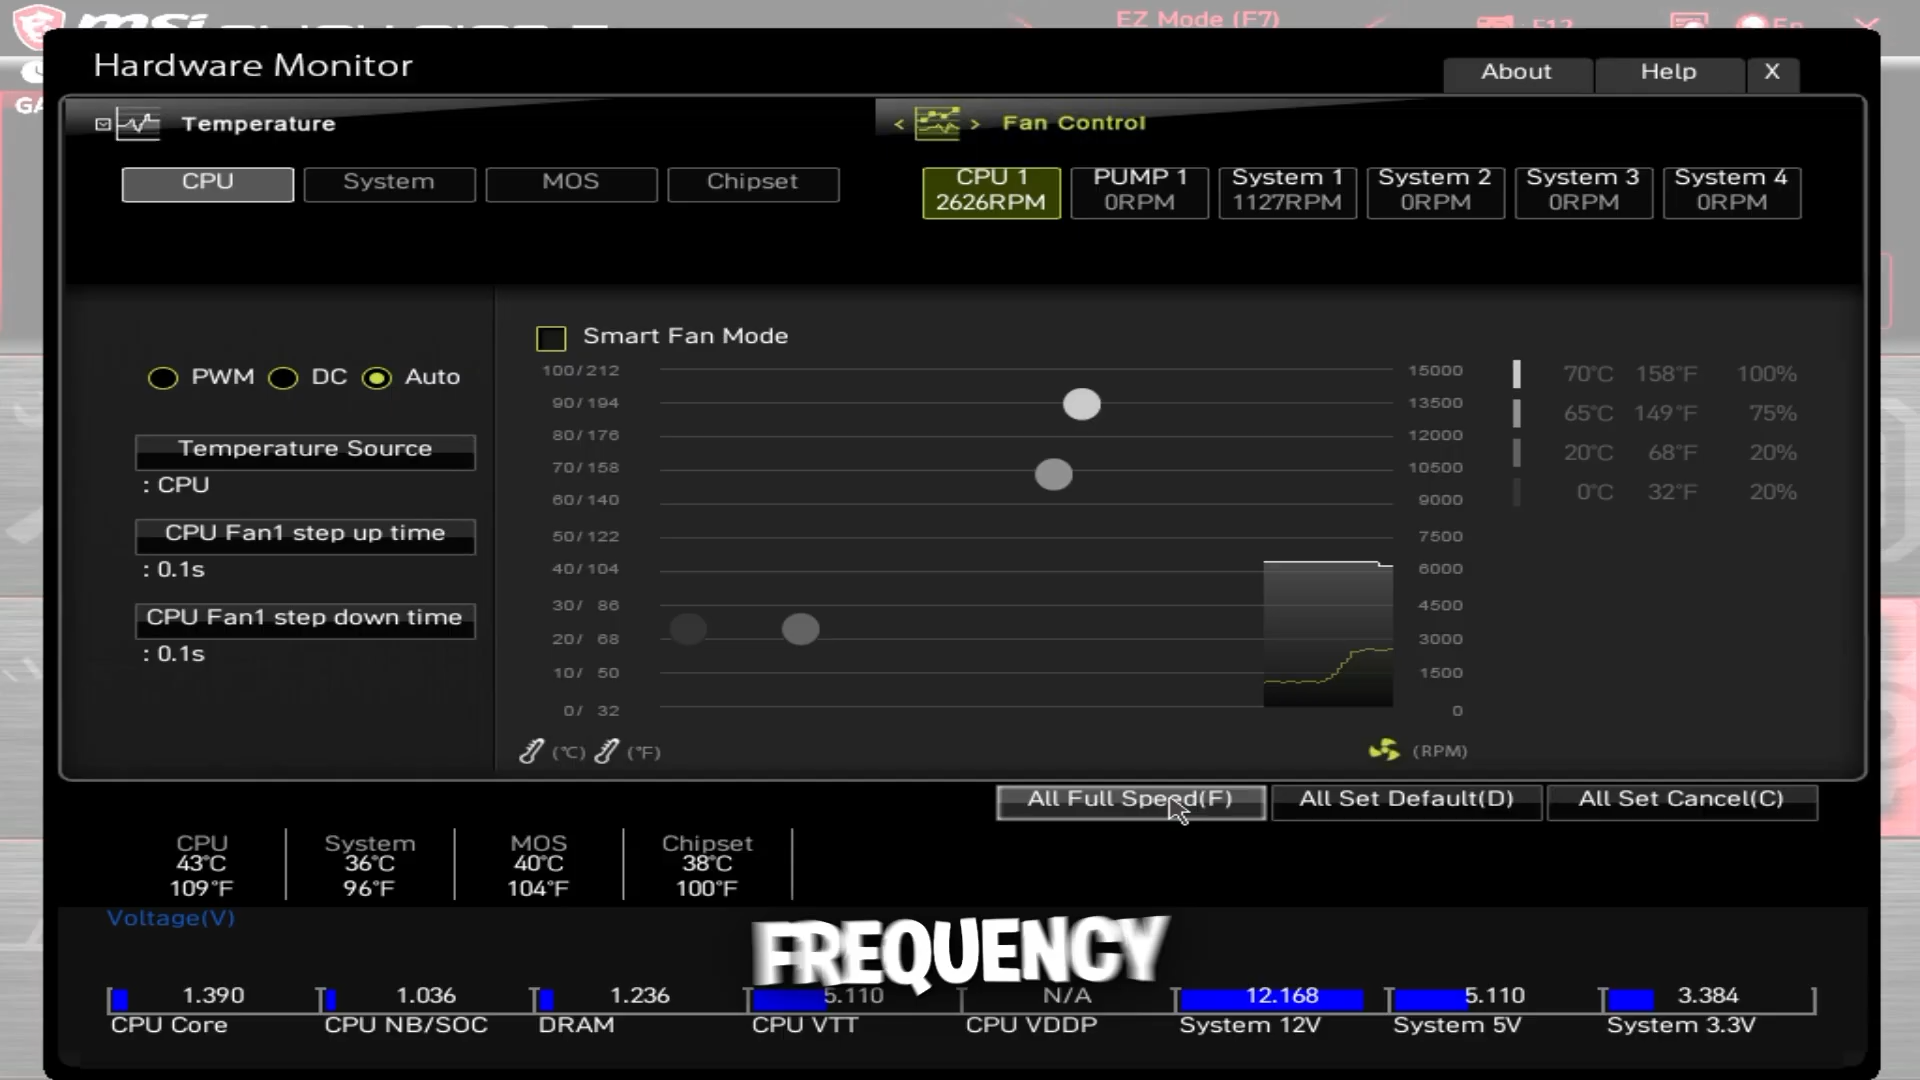 msi
EZ Mode (F7)
F12
En
Hardware Monitor
About
Help
X
GA
Temperature
< > Fan Control
CPU
System
MOS
Chipset
CPU 1
2626RPM
PUMP 1
0RPM
System 1
1127RPM
System 2
0RPM
System 3
0RPM
System 4
0RPM
Smart Fan Mode
PWM
DC
Auto
Temperature Source
: CPU
CPU Fan1 step up time
: 0.1s
CPU Fan1 step down time
: 0.1s
100/212
90/194
80/176
70/158
60/140
50/122
40/104
30/ 86
20/ 68
10/ 50
0/ 32
(°C)
(°F)
15000
13500
12000
10500
9000
7500
6000
4500
3000
1500
0
(RPM)
70°C 158°F 100%
65°C 149°F 75%
20°C 68°F 20%
0°C 32°F 20%
All Full Speed(F)
All Set Default(D)
All Set Cancel(C)
CPU
43°C
109°F
System
36°C
96°F
MOS
40°C
104°F
Chipset
38°C
100°F
Voltage(V)
FREQUENCY
1.390
CPU Core
1.036
CPU NB/SOC
1.236
DRAM
5.110
CPU VTT
N/A
CPU VDDP
12.168
System 12V
5.110
System 5V
3.384
System 3.3V